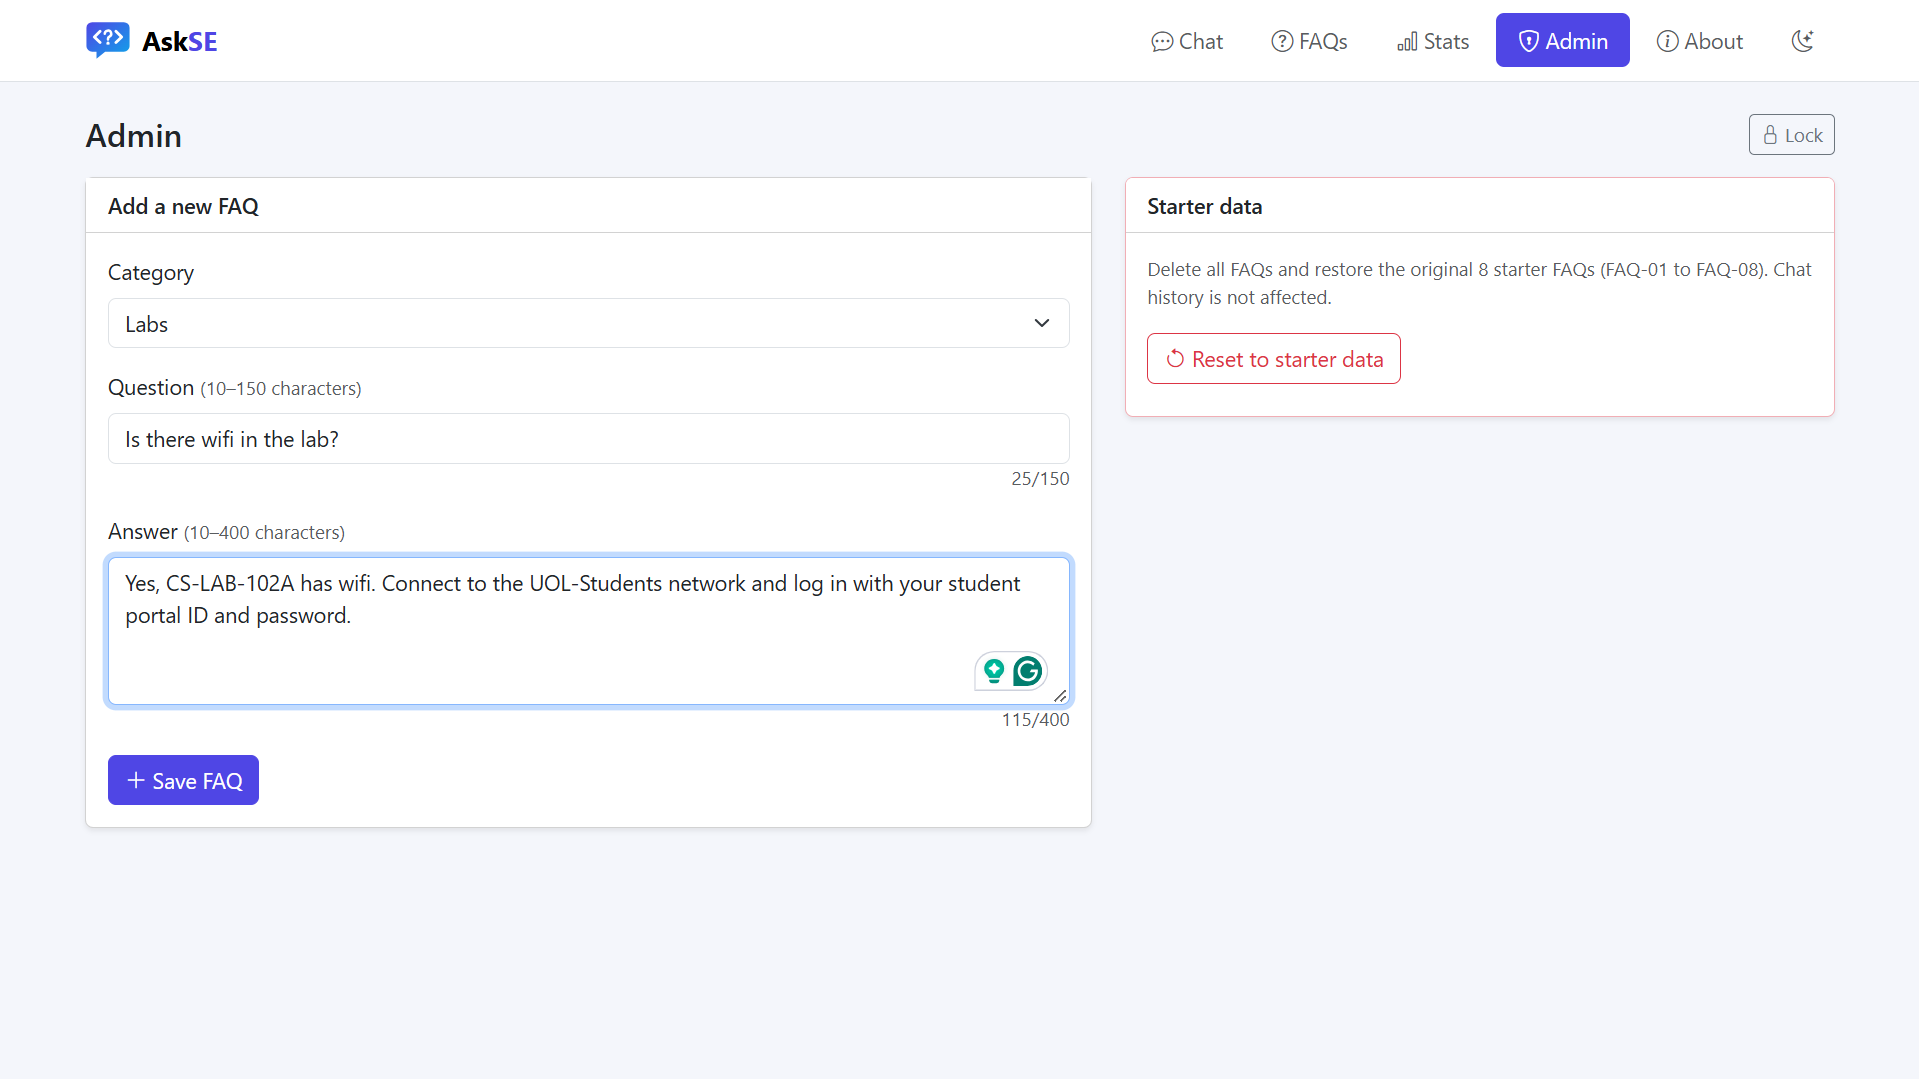 <?> AskSE
Chat
FAQs
Stats
Admin
About
Admin
Lock
Add a new FAQ
Category
Labs
Question (10–150 characters)
Is there wifi in the lab?
25/150
Answer (10–400 characters)
Yes, CS-LAB-102A has wifi. Connect to the UOL-Students network and log in with your student
portal ID and password.
G
115/400
+ Save FAQ
Starter data
Delete all FAQs and restore the original 8 starter FAQs (FAQ-01 to FAQ-08). Chat
history is not affected.
Reset to starter data